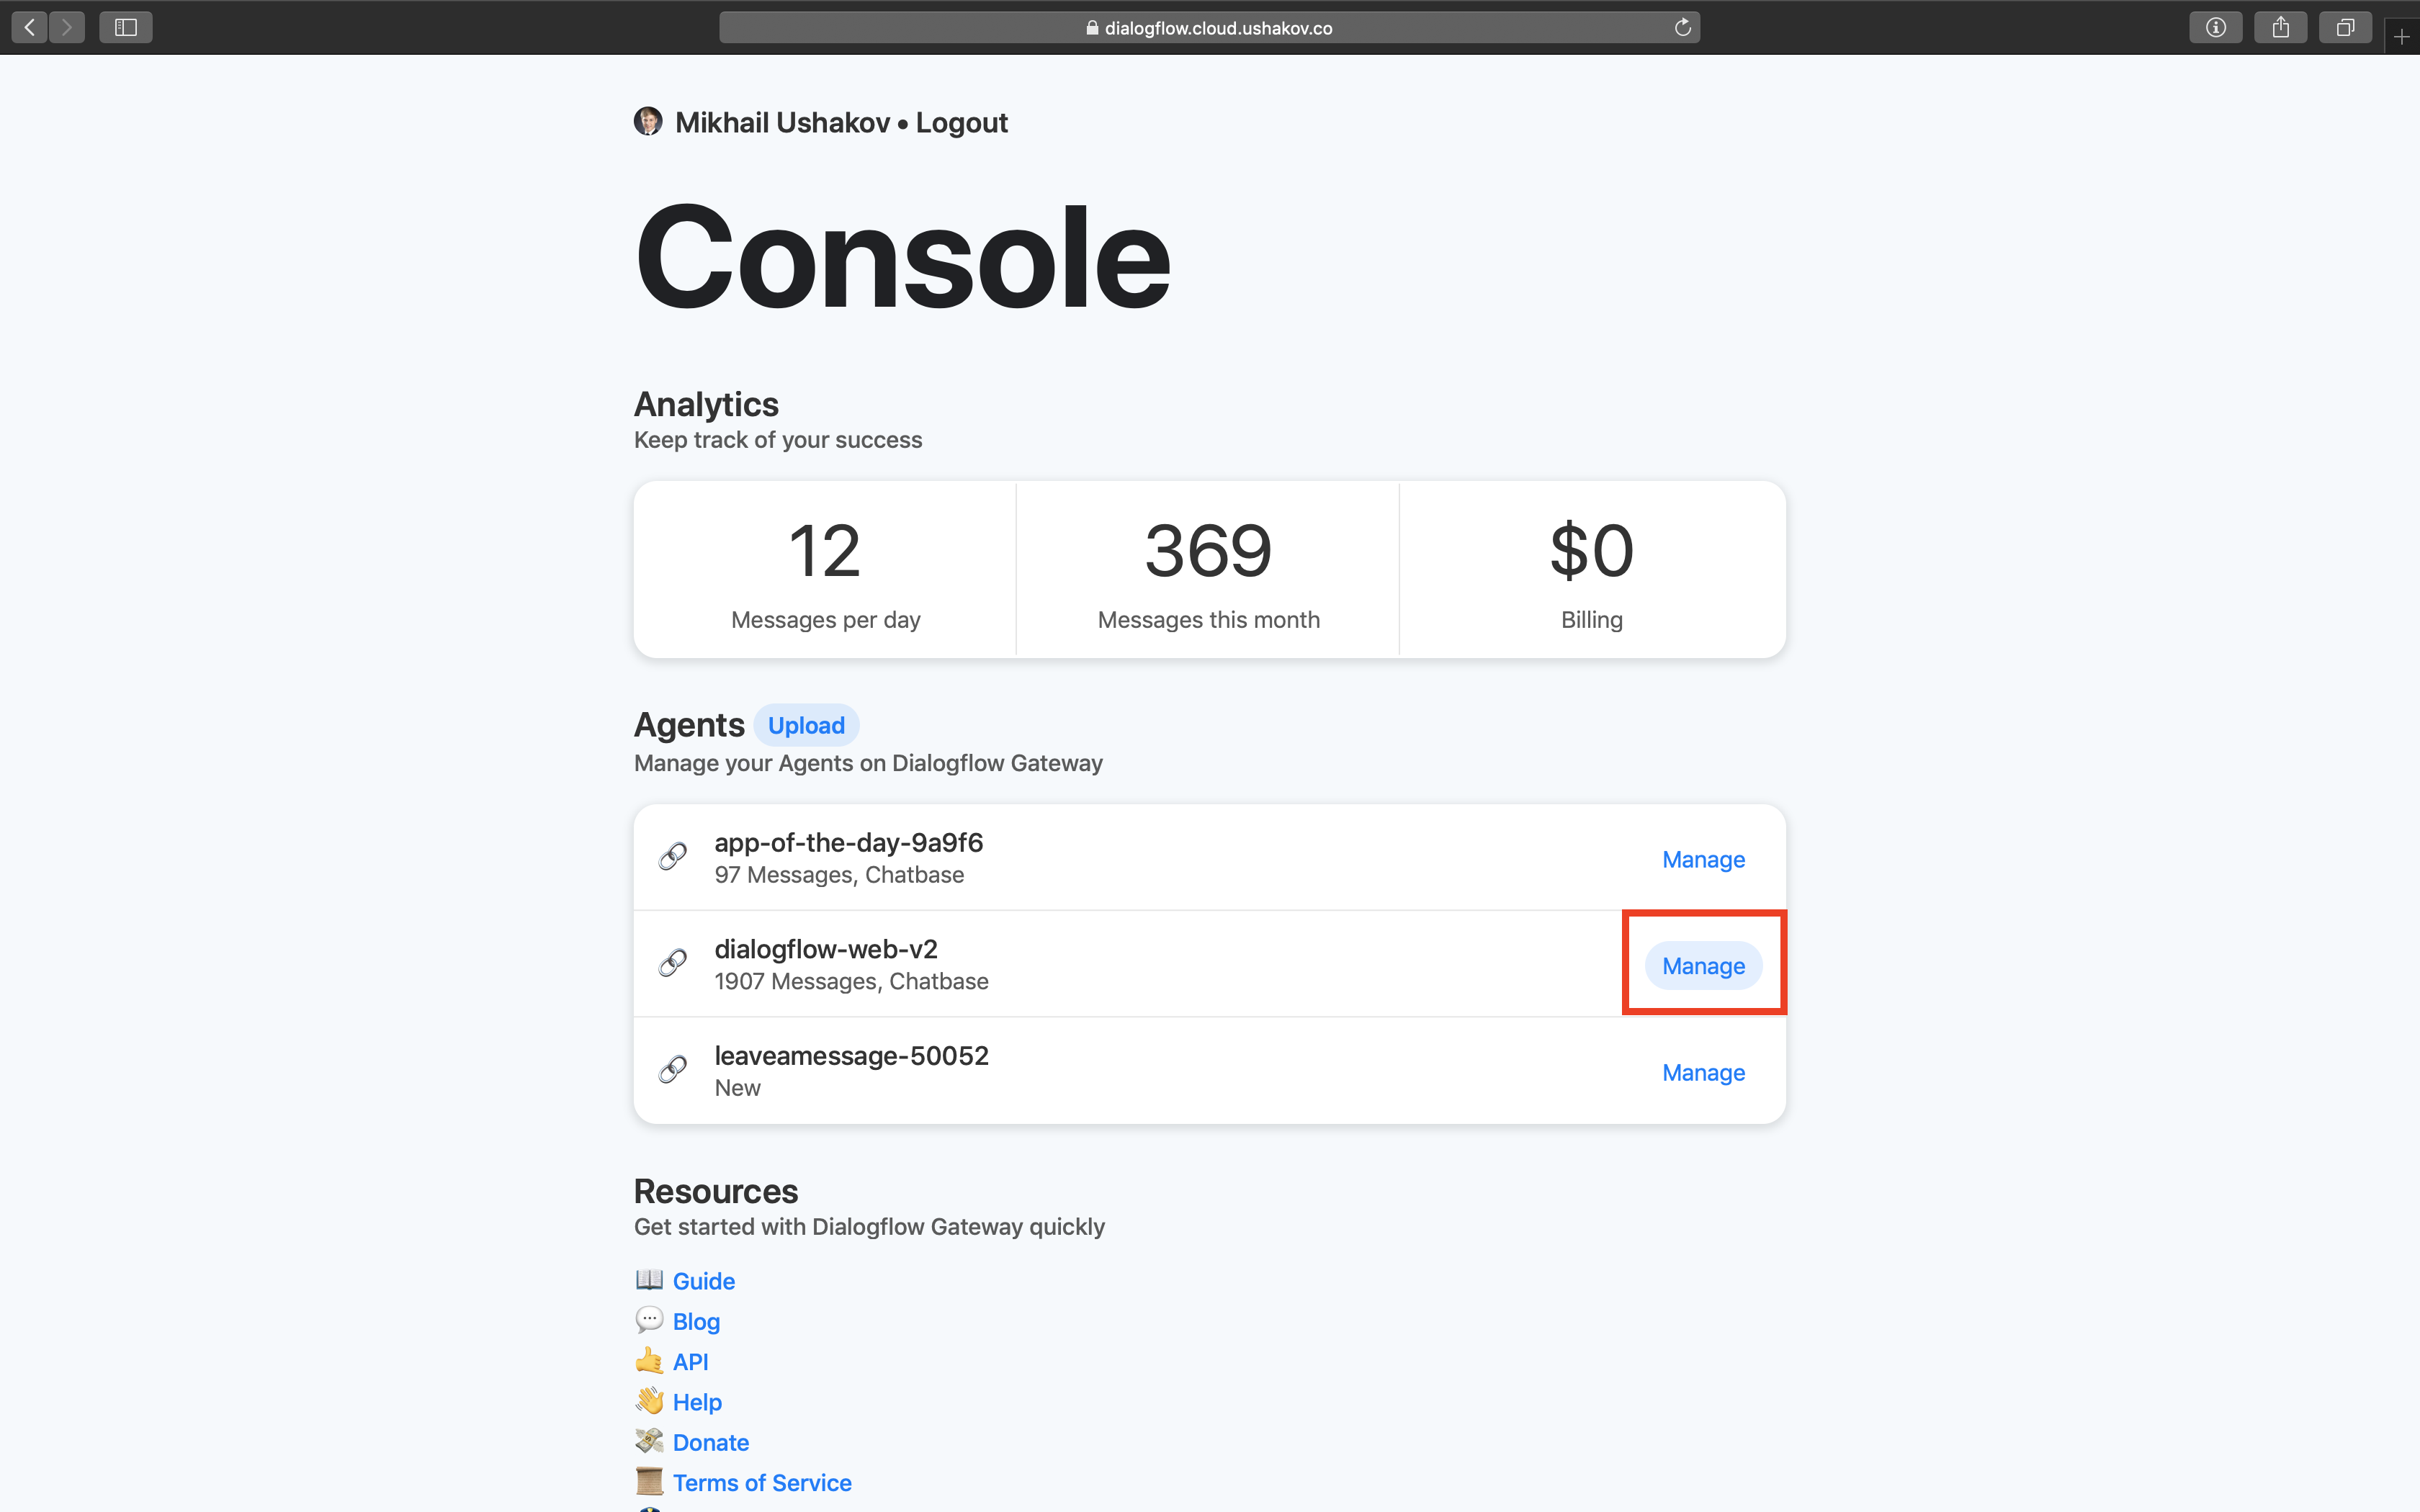 dialogflow.cloud.ushakov.co
Mikhail Ushakov • Logout
Console
Analytics
Keep track of your success
12
Messages per day
369
Messages this month
$0
Billing
Agents Upload
Manage your Agents on Dialogflow Gateway
app-of-the-day-9a9f6
97 Messages, Chatbase
Manage
dialogflow-web-v2
1907 Messages, Chatbase
Manage
leaveamessage-50052
New
Manage
Resources
Get started with Dialogflow Gateway quickly
Guide
Blog
API
Help
Donate
Terms of Service